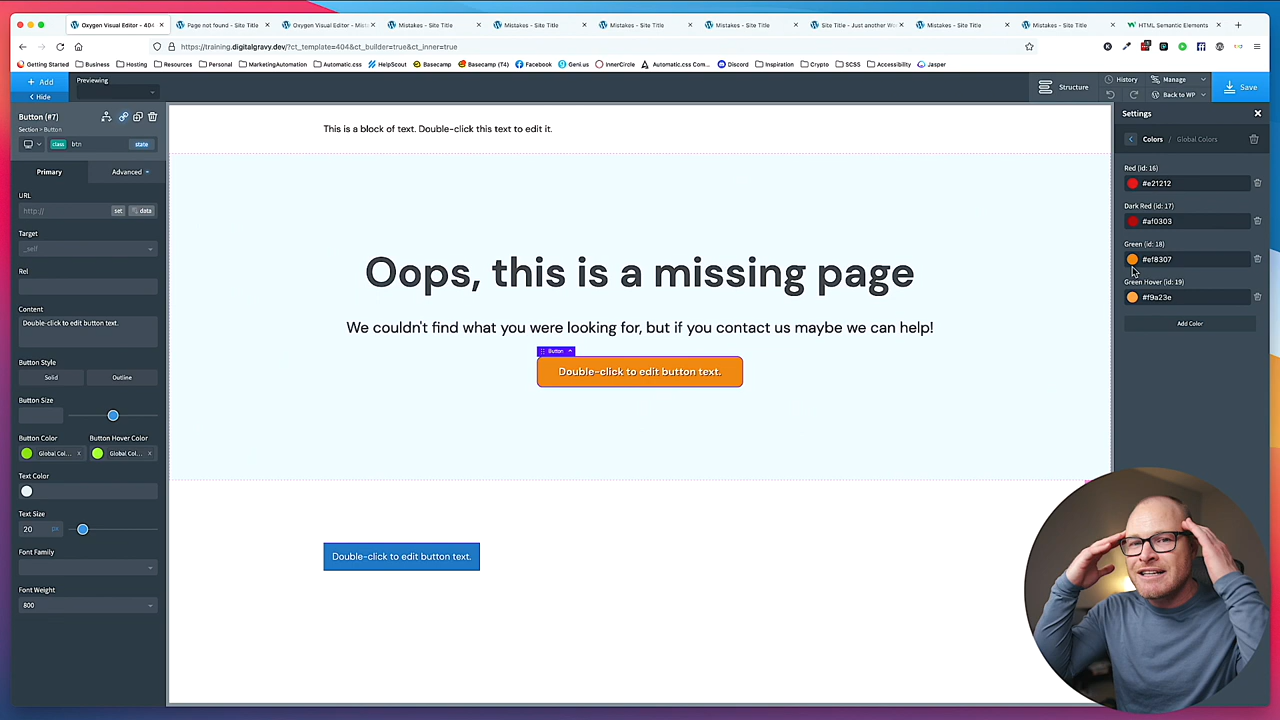 Oxygen Visual Editor - 404
Page not found - Site Title
Oxygen Visual Editor - Mistakes
Mistakes - Site Title
Mistakes - Site Title
Mistakes - Site Title
Mistakes - Site Title
Site Title - Just another Wo
Mistakes - Site Title
Mistakes - Site Title
HTML Semantic Elements
https://training.digitalgravy.dev/?ct_template=404&ct_builder=true&ct_inner=true
Getting Started
Business
Hosting
Resources
Personal
MarketingAutomation
Automatic.css
HelpScout
Basecamp
Basecamp (T4)
Facebook
Geni.us
InnerCircle
Automatic.css Com...
Discord
Inspiration
Crypto
SCSS
Accessibility
Jasper
+ Add
Hide
Previewing
Structure
History
Manage
Back to WP
Save
Button (#7)
Section > Button
class
btn
state
Primary
Advanced
URL
http://
set
data
Target
_self
Rel
Content
Double-click to edit button text.
Button Style
Solid
Outline
Button Size
Button Color
Button Hover Color
Global Col... x
Global Col... x
Text Color
Text Size
20 px
Font Family
Font Weight
800
This is a block of text. Double-click this text to edit it.
Oops, this is a missing page
We couldn't find what you were looking for, but if you contact us maybe we can help!
Button
Double-click to edit button text.
Double-click to edit button text.
Settings
Colors / Global Colors
Red (id: 16)
#e21212
Dark Red (id: 17)
#af0303
Green (id: 18)
#ef8307
Green Hover (id: 19)
#f9a23e
Add Color